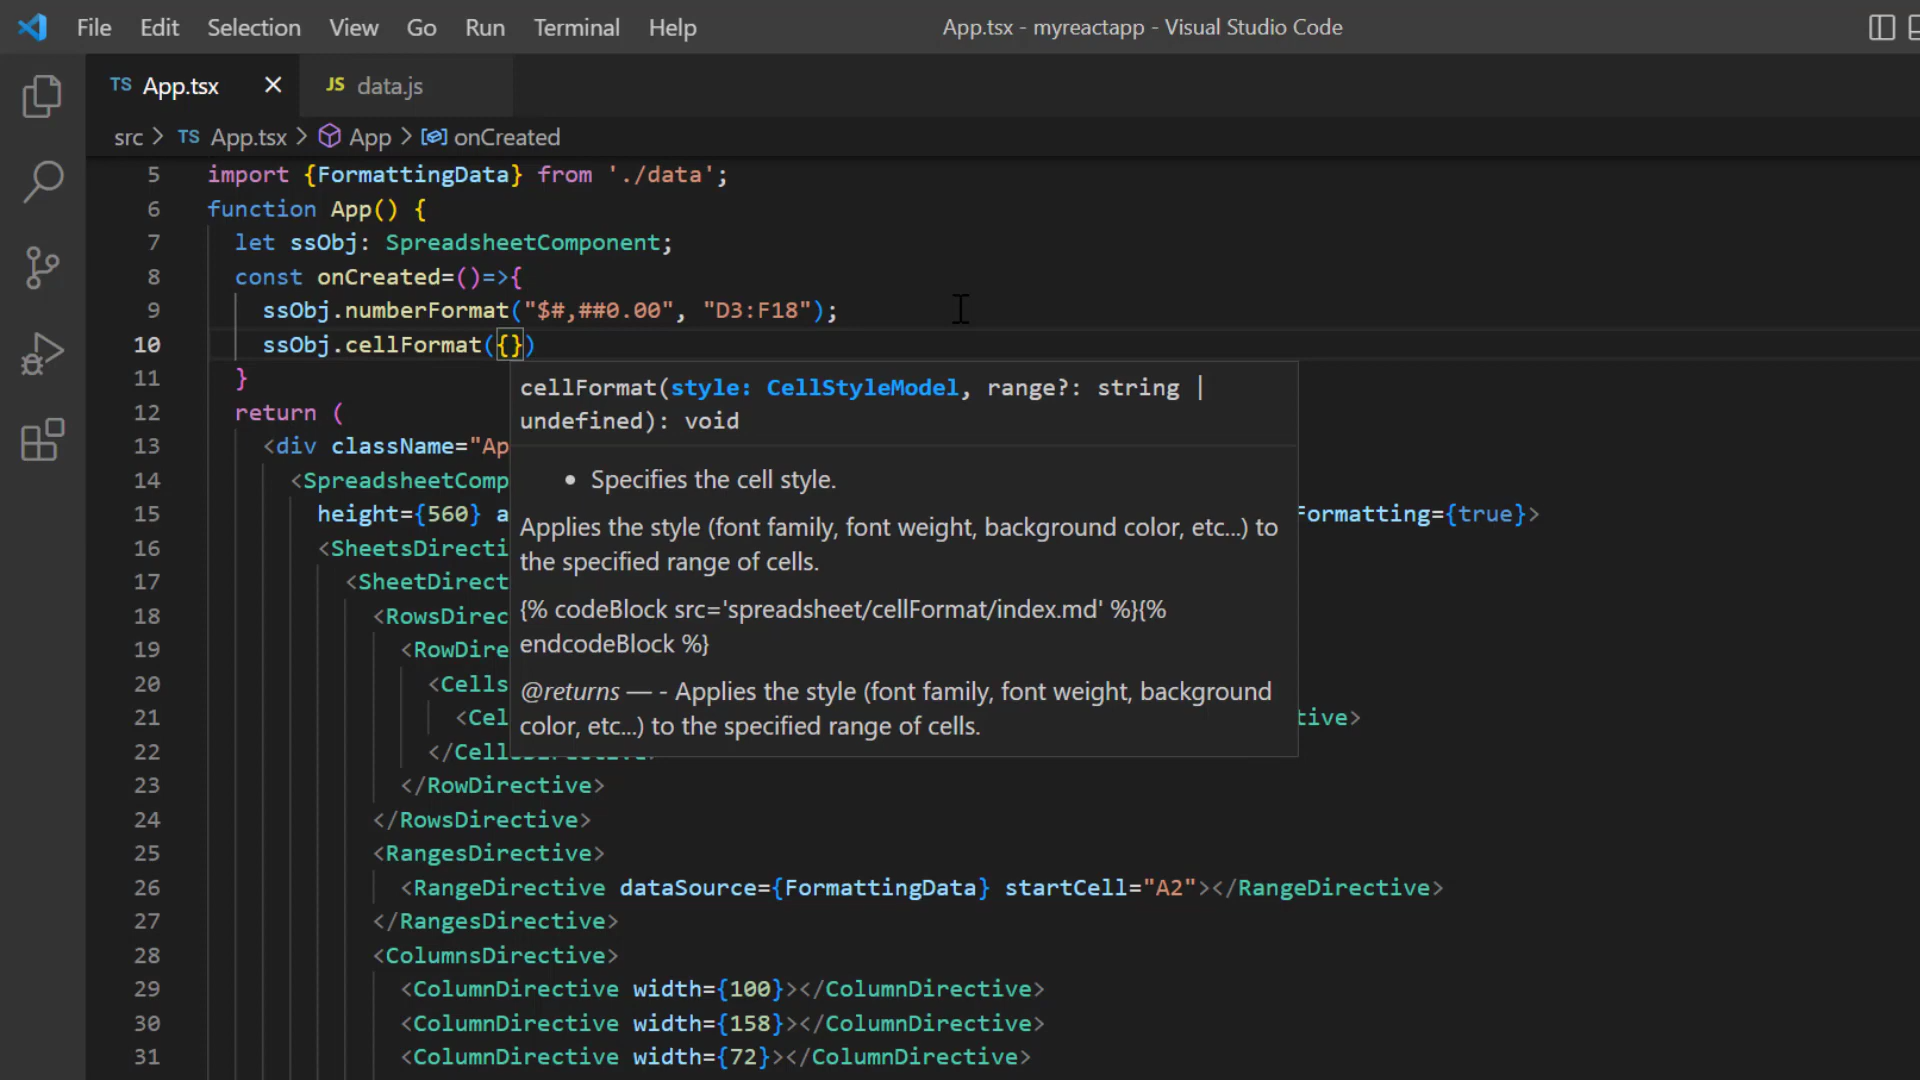 File Edit Selection View Go Run Terminal Help App.tsx - myreactapp - Visual Studio Code
TS App.tsx JS data.js
src > TS App.tsx > App > onCreated
5 import {FormattingData} from './data';
6 function App() {
7 let ssObj: SpreadsheetComponent;
8 const onCreated=()=>{
9 ssObj.numberFormat("$#,##0.00", "D3:F18");
10 ssObj.cellFormat({})
11 }
cellFormat(style: CellStyleModel, range?: string |
undefined): void
Specifies the cell style.
Applies the style (font family, font weight, background color, etc...) to
the specified range of cells.
{% codeBlock src='spreadsheet/cellFormat/index.md' %}{%
endcodeBlock %}
@returns — - Applies the style (font family, font weight, background
color, etc...) to the specified range of cells.
12 return (
13 <div className="Ap
14 <SpreadsheetComp
15 height={560} a Formatting={true}>
16 <SheetsDirecti
17 <SheetDirect
18 <RowsDirec
19 <RowDire
20 <Cells
21 <Cel tive>
22 </Cell
23 </RowDirective>
24 </RowsDirective>
25 <RangesDirective>
26 <RangeDirective dataSource={FormattingData} startCell="A2"></RangeDirective>
27 </RangesDirective>
28 <ColumnsDirective>
29 <ColumnDirective width={100}></ColumnDirective>
30 <ColumnDirective width={158}></ColumnDirective>
31 <ColumnDirective width={72}></ColumnDirective>